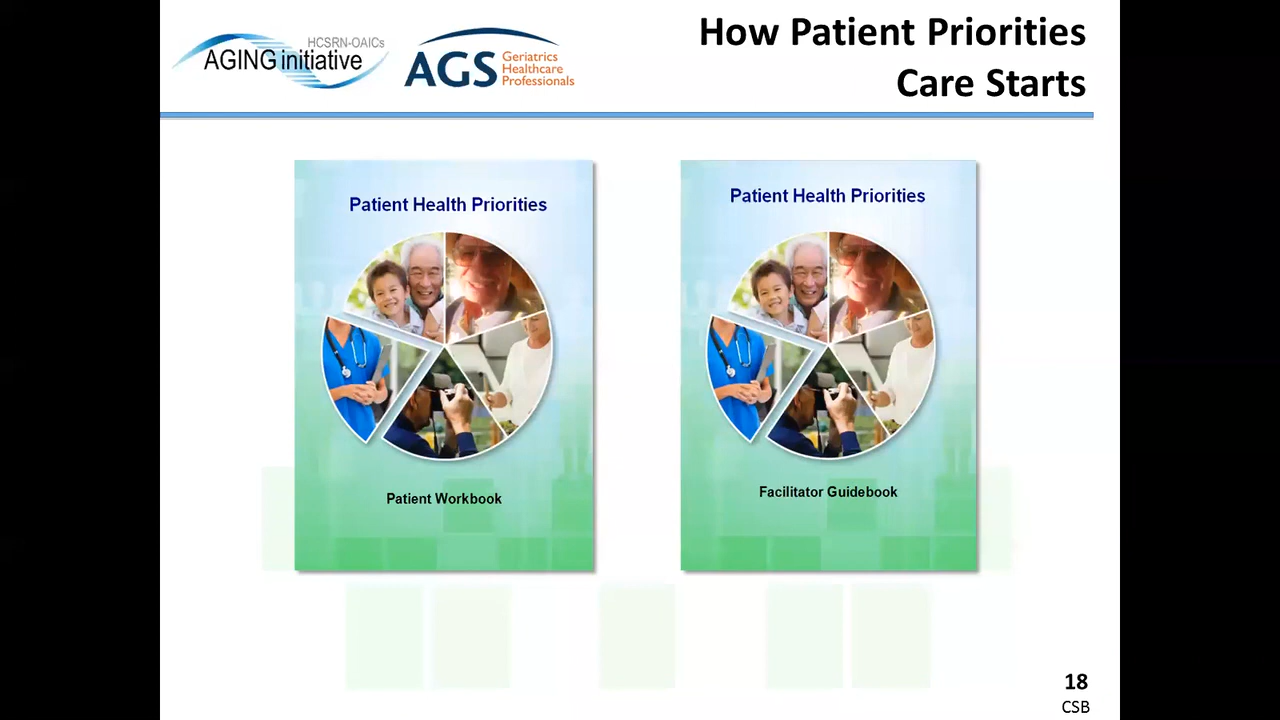 HCSRN-OAICs
AGING initiative
AGS
Geriatrics
Healthcare
Professionals
How Patient Priorities
Care Starts
Patient Health Priorities
Patient Workbook
Patient Health Priorities
Facilitator Guidebook
18
CSB